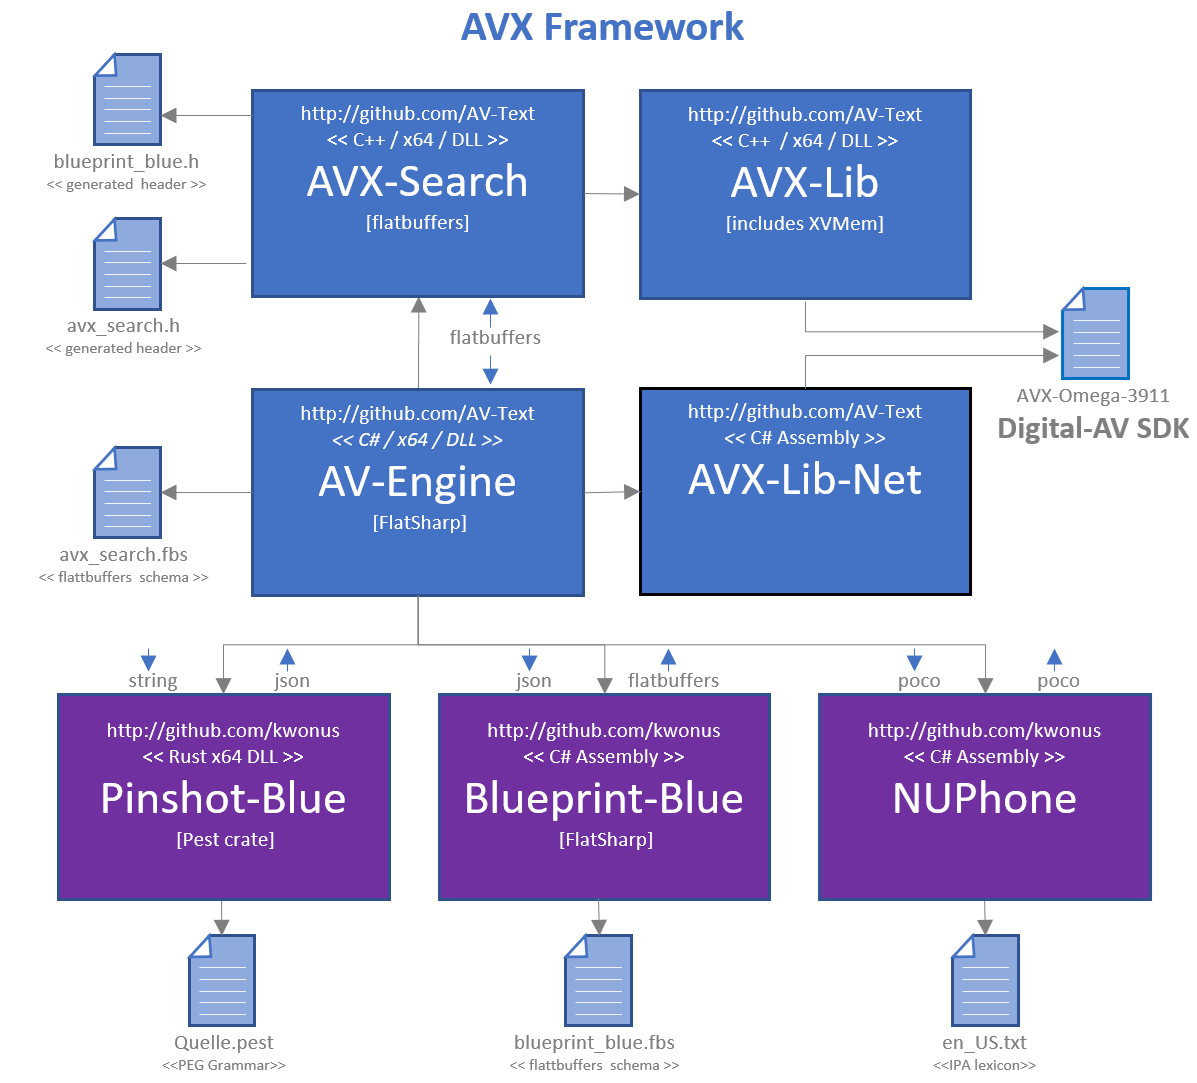 AVX Framework
blueprint_blue.h
<< generated  header >>
avx_search.h
<< generated header >>
http://github.com/AV-Text
<< C++ / x64 / DLL >>
AVX-Search
[flatbuffers]
http://github.com/AV-Text
<< C++  / x64 / DLL >>
AVX-Lib
[includes XVMem]
flatbuffers
AVX-Omega-3911
Digital-AV SDK
avx_search.fbs
<< flattbuffers  schema >>
http://github.com/AV-Text
<< C# / x64 / DLL >>
AV-Engine
[FlatSharp]
http://github.com/AV-Text
<< C# Assembly >>
AVX-Lib-Net
string
json
json
flatbuffers
poco
poco
http://github.com/kwonus
<< Rust x64 DLL >>
Pinshot-Blue
[Pest crate]
http://github.com/kwonus
<< C# Assembly >>
Blueprint-Blue
[FlatSharp]
http://github.com/kwonus
<< C# Assembly >>
NUPhone
Quelle.pest
<<PEG Grammar>>
blueprint_blue.fbs
<< flattbuffers  schema >>
en_US.txt
<<IPA lexicon>>